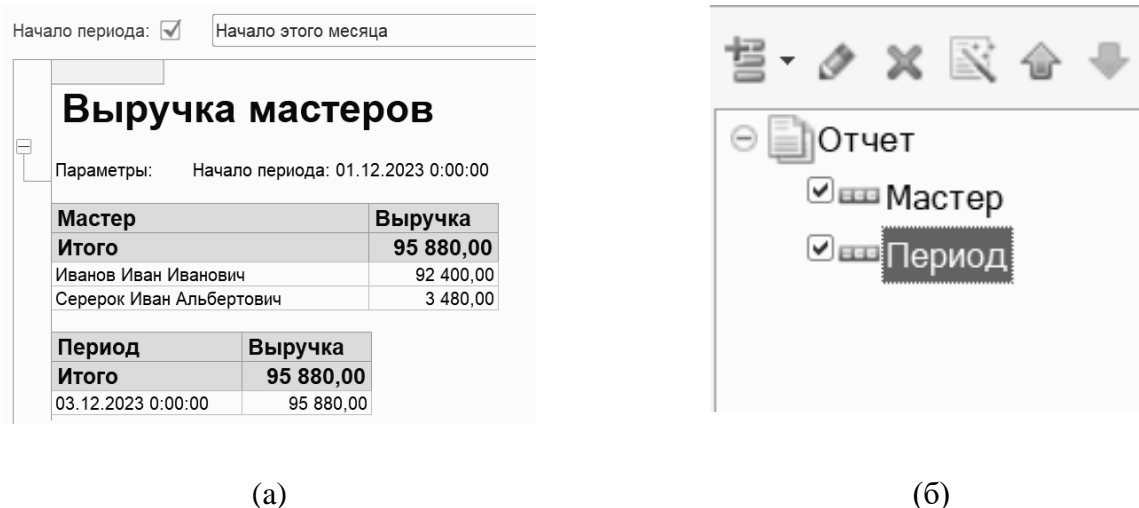 Начало периода: Начало этого месяца
Выручка мастеров
Параметры: Начало периода: 01.12.2023 0:00:00
Мастер Выручка
Итого 95 880,00
Иванов Иван Иванович 92 400,00
Серерок Иван Альбертович 3 480,00
Период Выручка
Итого 95 880,00
03.12.2023 0:00:00 95 880,00
(а)
Отчет
Мастер
Период
(б)